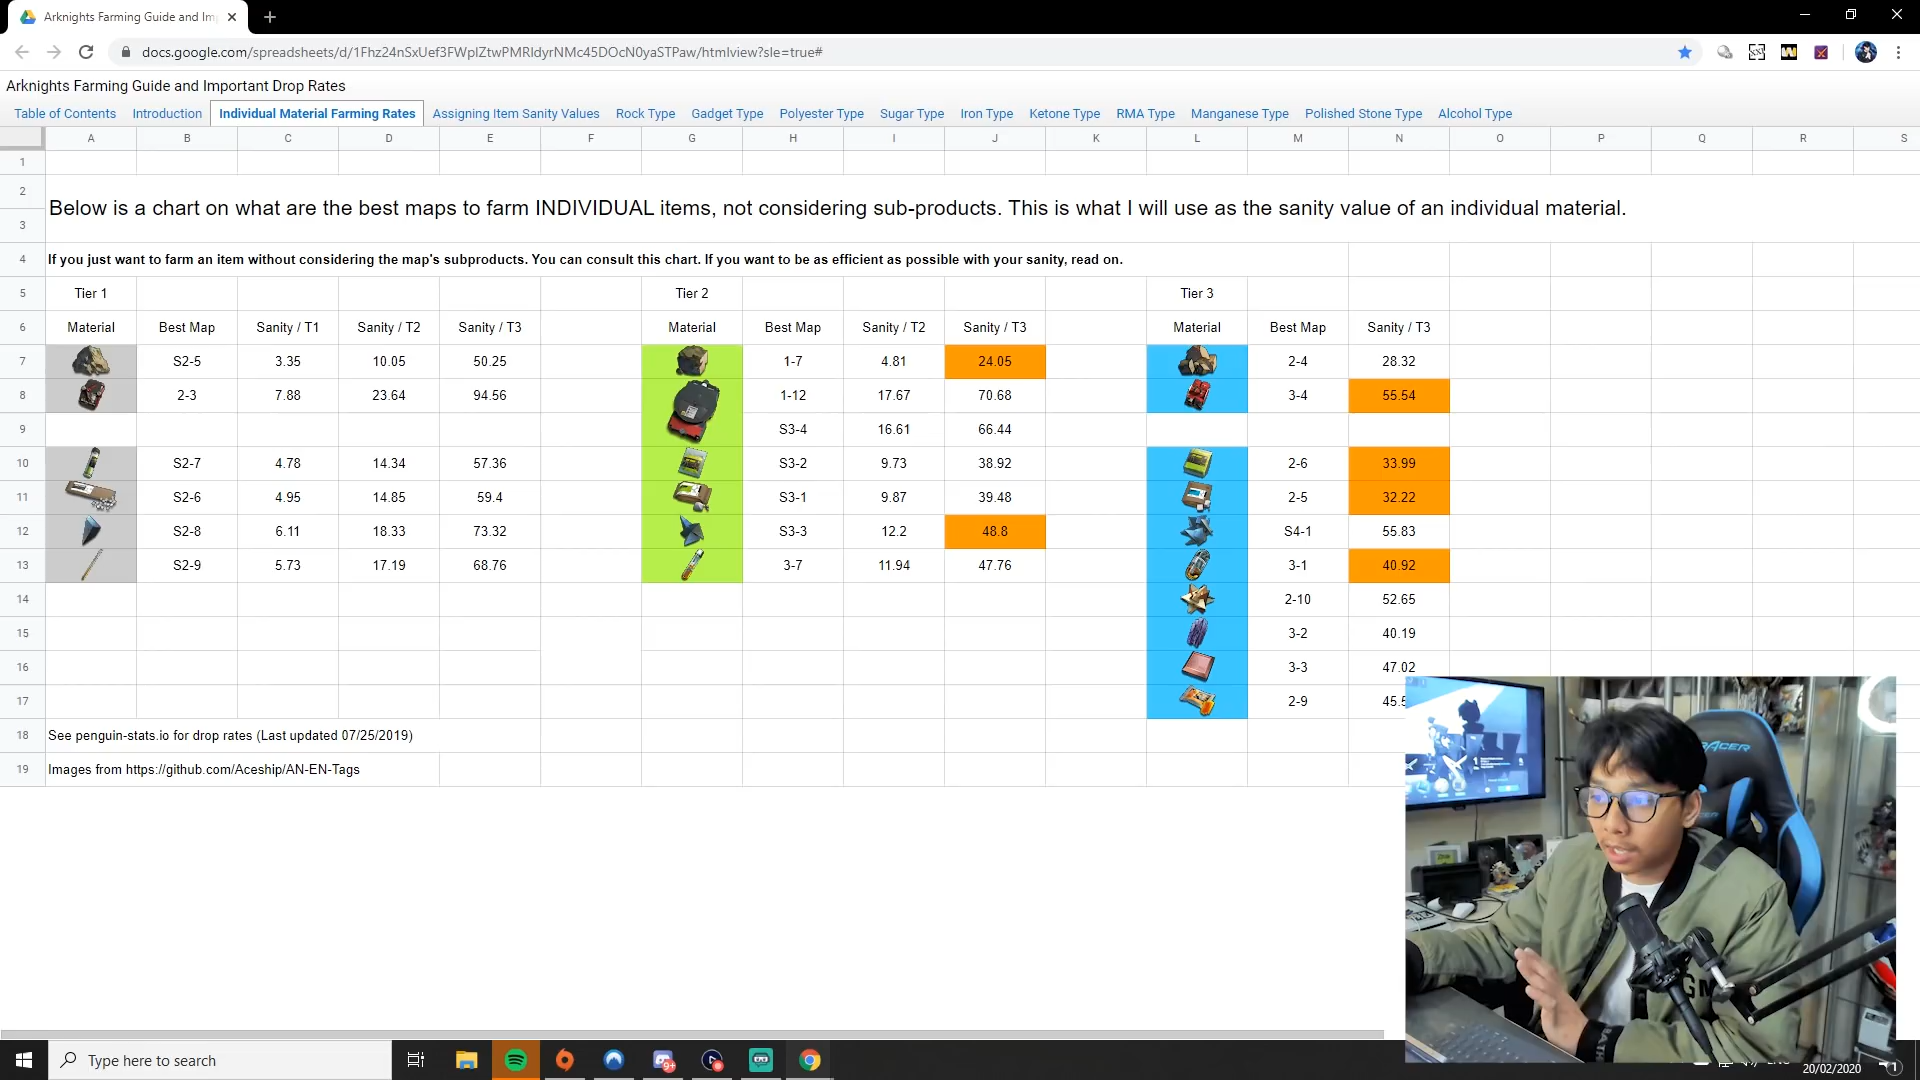 Arknights Farming Guide and Im
docs.google.com/spreadsheets/d/1Fhz24nSxUef3FWplZtwPMRldyrNMc45DOcN0yaSTPaw/htmlview?sle=true#
Arknights Farming Guide and Important Drop Rates
Table of Contents Introduction Individual Material Farming Rates Assigning Item Sanity Values Rock Type Gadget Type Polyester Type Sugar Type Iron Type Ketone Type RMA Type Manganese Type Polished Stone Type Alcohol Type
A B C D E F G H I J K L M N O P Q R S
1
2
Below is a chart on what are the best maps to farm INDIVIDUAL items, not considering sub-products. This is what I will use as the sanity value of an individual material.
3
4 If you just want to farm an item without considering the map's subproducts. You can consult this chart. If you want to be as efficient as possible with your sanity, read on.
5 Tier 1 Tier 2 Tier 3
6 Material Best Map Sanity / T1 Sanity / T2 Sanity / T3 Material Best Map Sanity / T2 Sanity / T3 Material Best Map Sanity / T3
7 S2-5 3.35 10.05 50.25 1-7 4.81 24.05 2-4 28.32
8 2-3 7.88 23.64 94.56 1-12 17.67 70.68 3-4 55.54
9 S3-4 16.61 66.44
10 S2-7 4.78 14.34 57.36 S3-2 9.73 38.92 2-6 33.99
11 S2-6 4.95 14.85 59.4 S3-1 9.87 39.48 2-5 32.22
12 S2-8 6.11 18.33 73.32 S3-3 12.2 48.8 S4-1 55.83
13 S2-9 5.73 17.19 68.76 3-7 11.94 47.76 3-1 40.92
14 2-10 52.65
15 3-2 40.19
16 3-3 47.02
17 2-9 45.5
18 See penguin-stats.io for drop rates (Last updated 07/25/2019)
19 Images from https://github.com/Aceship/AN-EN-Tags
Type here to search
9+
20/02/2020
1